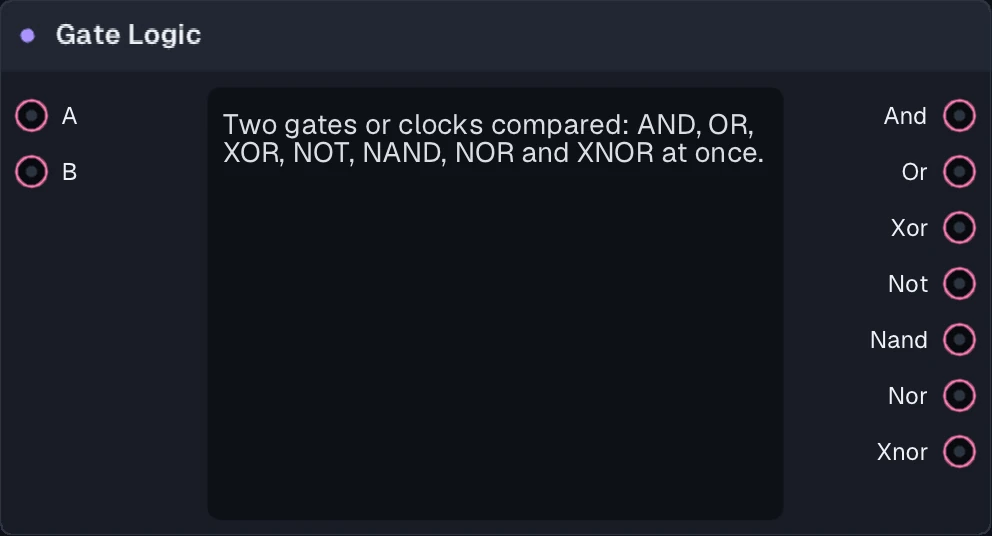 Gate Logic
A
B
Two gates or clocks compared: AND, OR,
XOR, NOT, NAND, NOR and XNOR at once.
And
Or
Xor
Not
Nand
Nor
Xnor